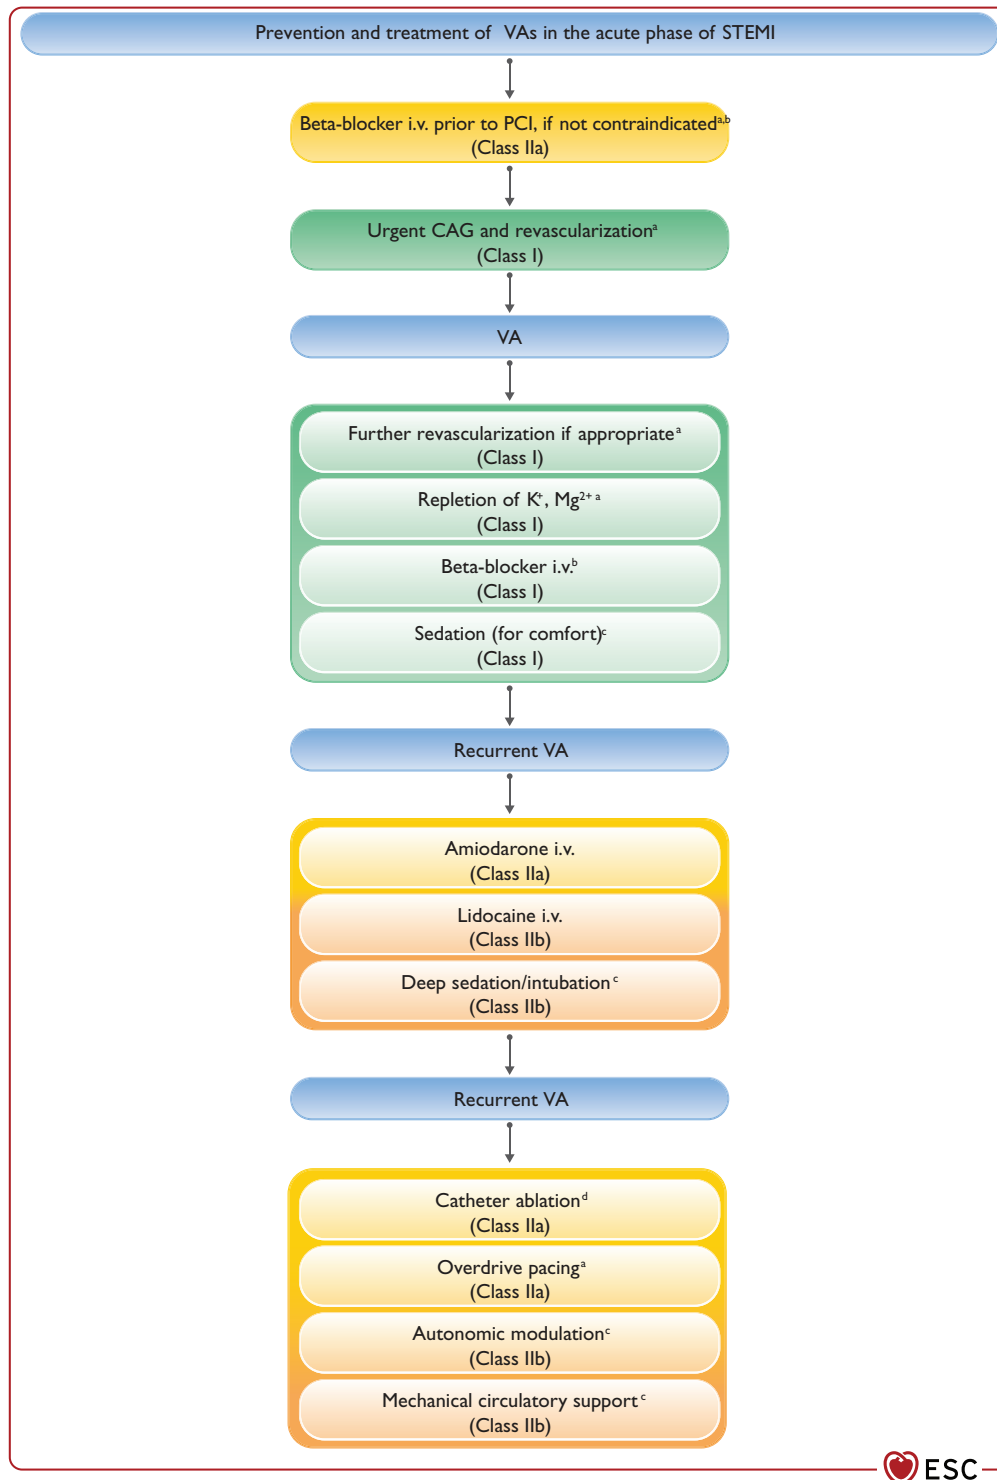 Prevention and treatment of VAs in the acute phase of STEMI
Beta-blocker i.v. prior to PCI, if not contraindicatedᵃ,ᵇ
(Class IIa)
Urgent CAG and revascularizationᵃ
(Class I)
VA
Further revascularization if appropriateᵃ
(Class I)
Repletion of K⁺, Mg²⁺ ᵃ
(Class I)
Beta-blocker i.v.ᵇ
(Class I)
Sedation (for comfort)ᶜ
(Class I)
Recurrent VA
Amiodarone i.v.
(Class IIa)
Lidocaine i.v.
(Class IIb)
Deep sedation/intubationᶜ
(Class IIb)
Recurrent VA
Catheter ablationᵈ
(Class IIa)
Overdrive pacingᵃ
(Class IIa)
Autonomic modulationᶜ
(Class IIb)
Mechanical circulatory supportᶜ
(Class IIb)
ESC